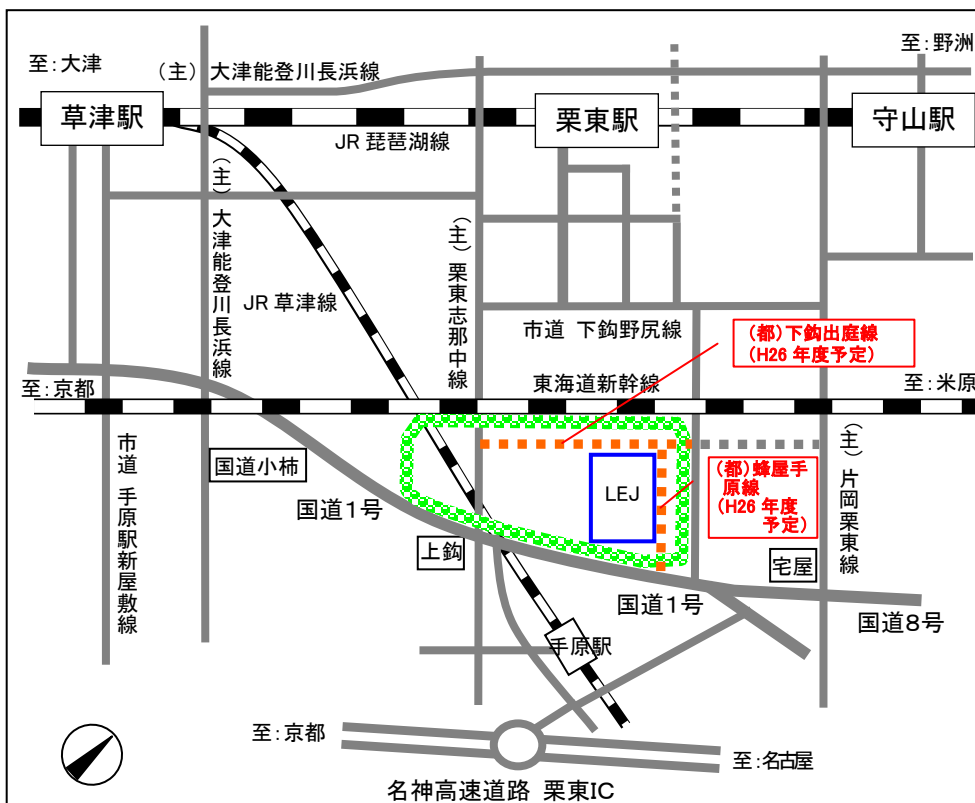 至：大津
（主）大津能登川長浜線
至：野洲
草津駅
栗東駅
守山駅
JR 琵琶湖線
（主）大津能登川長浜線
JR 草津線
（主）栗東志那中線
市道 下鈎野尻線
（都）下鈎出庭線
（H26 年度予定）
至：京都
東海道新幹線
至：米原
市道 手原駅新屋敷線
国道小柿
国道1号
LEJ
（都）蜂屋手
原線
（H26 年度
予定）
（主）片岡栗東線
上鈎
宅屋
国道1号
国道8号
手原駅
至：京都
至：名古屋
名神高速道路 栗東IC